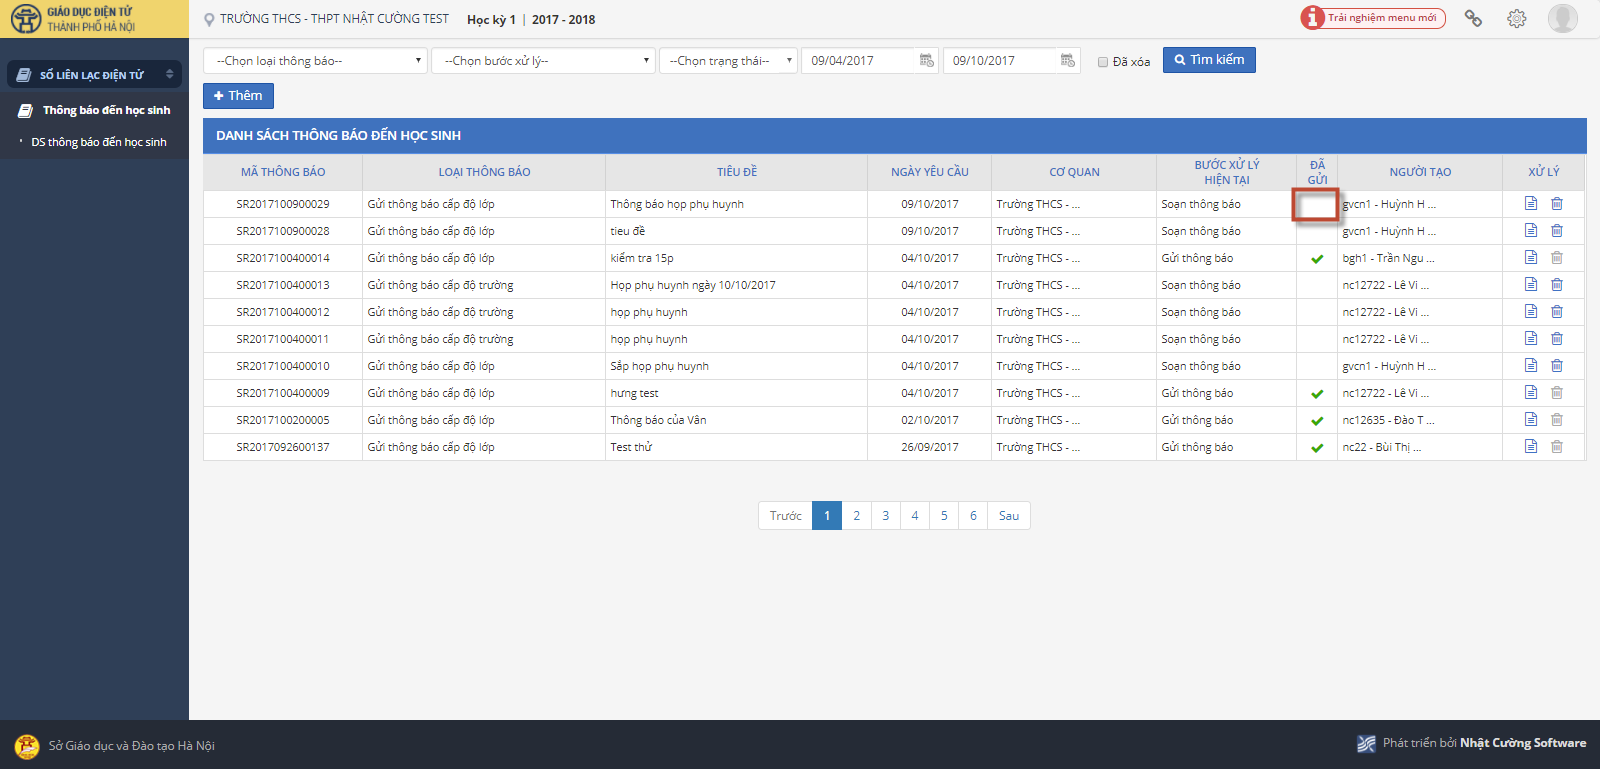 GIÁO DỤC ĐIỆN TỬ
THÀNH PHỐ HÀ NỘI
TRƯỜNG THCS - THPT NHẬT CƯỜNG TEST Học kỳ 1 | 2017 - 2018
Trải nghiệm menu mới
SỔ LIÊN LẠC ĐIỆN TỬ
Thông báo đến học sinh
DS thông báo đến học sinh
--Chọn loại thông báo-- --Chọn bước xử lý-- --Chọn trạng thái-- 09/04/2017 09/10/2017 Đã xóa Tìm kiếm
Thêm
DANH SÁCH THÔNG BÁO ĐẾN HỌC SINH
MÃ THÔNG BÁO LOẠI THÔNG BÁO TIÊU ĐỀ NGÀY YÊU CẦU CƠ QUAN BƯỚC XỬ LÝ HIỆN TẠI ĐÃ GỬI NGƯỜI TẠO XỬ LÝ
SR2017100900029 Gửi thông báo cấp độ lớp Thông báo họp phụ huynh 09/10/2017 Trường THCS - ... Soạn thông báo gvcn1 - Huỳnh H ...
SR2017100900028 Gửi thông báo cấp độ lớp tieu đề 09/10/2017 Trường THCS - ... Soạn thông báo gvcn1 - Huỳnh H ...
SR2017100400014 Gửi thông báo cấp độ lớp kiểm tra 15p 04/10/2017 Trường THCS - ... Gửi thông báo bgh1 - Trần Ngu ...
SR2017100400013 Gửi thông báo cấp độ trường Họp phụ huynh ngày 10/10/2017 04/10/2017 Trường THCS - ... Soạn thông báo nc12722 - Lê Vi ...
SR2017100400012 Gửi thông báo cấp độ trường họp phụ huynh 04/10/2017 Trường THCS - ... Soạn thông báo nc12722 - Lê Vi ...
SR2017100400011 Gửi thông báo cấp độ trường họp phụ huynh 04/10/2017 Trường THCS - ... Soạn thông báo nc12722 - Lê Vi ...
SR2017100400010 Gửi thông báo cấp độ lớp Sắp họp phụ huynh 04/10/2017 Trường THCS - ... Soạn thông báo gvcn1 - Huỳnh H ...
SR2017100400009 Gửi thông báo cấp độ lớp hưng test 04/10/2017 Trường THCS - ... Gửi thông báo nc12722 - Lê Vi ...
SR2017100200005 Gửi thông báo cấp độ lớp Thông báo của Vân 02/10/2017 Trường THCS - ... Gửi thông báo nc12635 - Đào T ...
SR2017092600137 Gửi thông báo cấp độ lớp Test thử 26/09/2017 Trường THCS - ... Gửi thông báo nc22 - Bùi Thị ...
Trước 1 2 3 4 5 6 Sau
Sở Giáo dục và Đào tạo Hà Nội
Phát triển bởi Nhật Cường Software